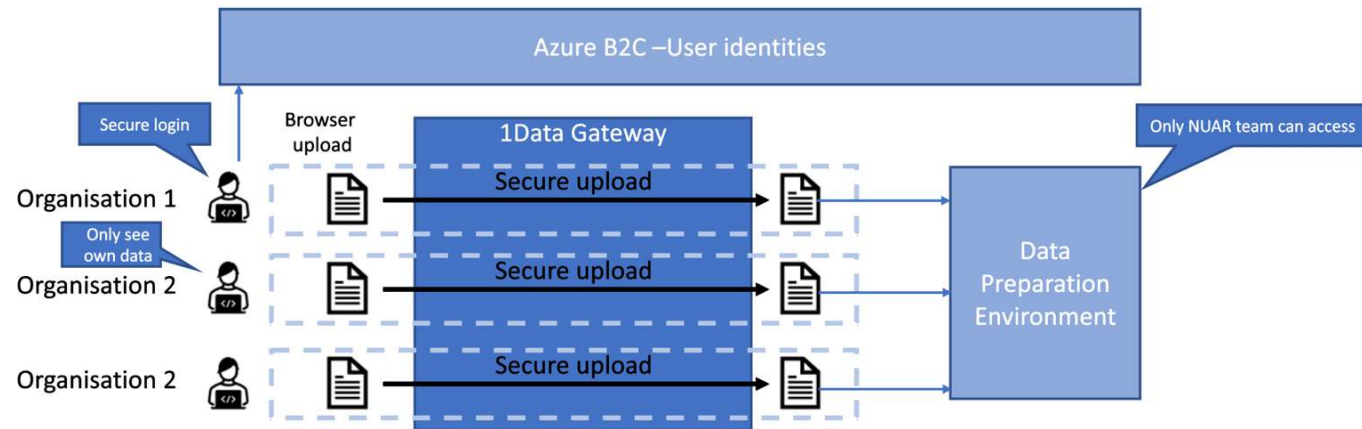 Azure B2C –User identities
Secure login
Browser
upload
1Data Gateway
Only NUAR team can access
Organisation 1
Secure upload
Only see
own data
Organisation 2
Secure upload
Data
Preparation
Environment
Organisation 2
Secure upload